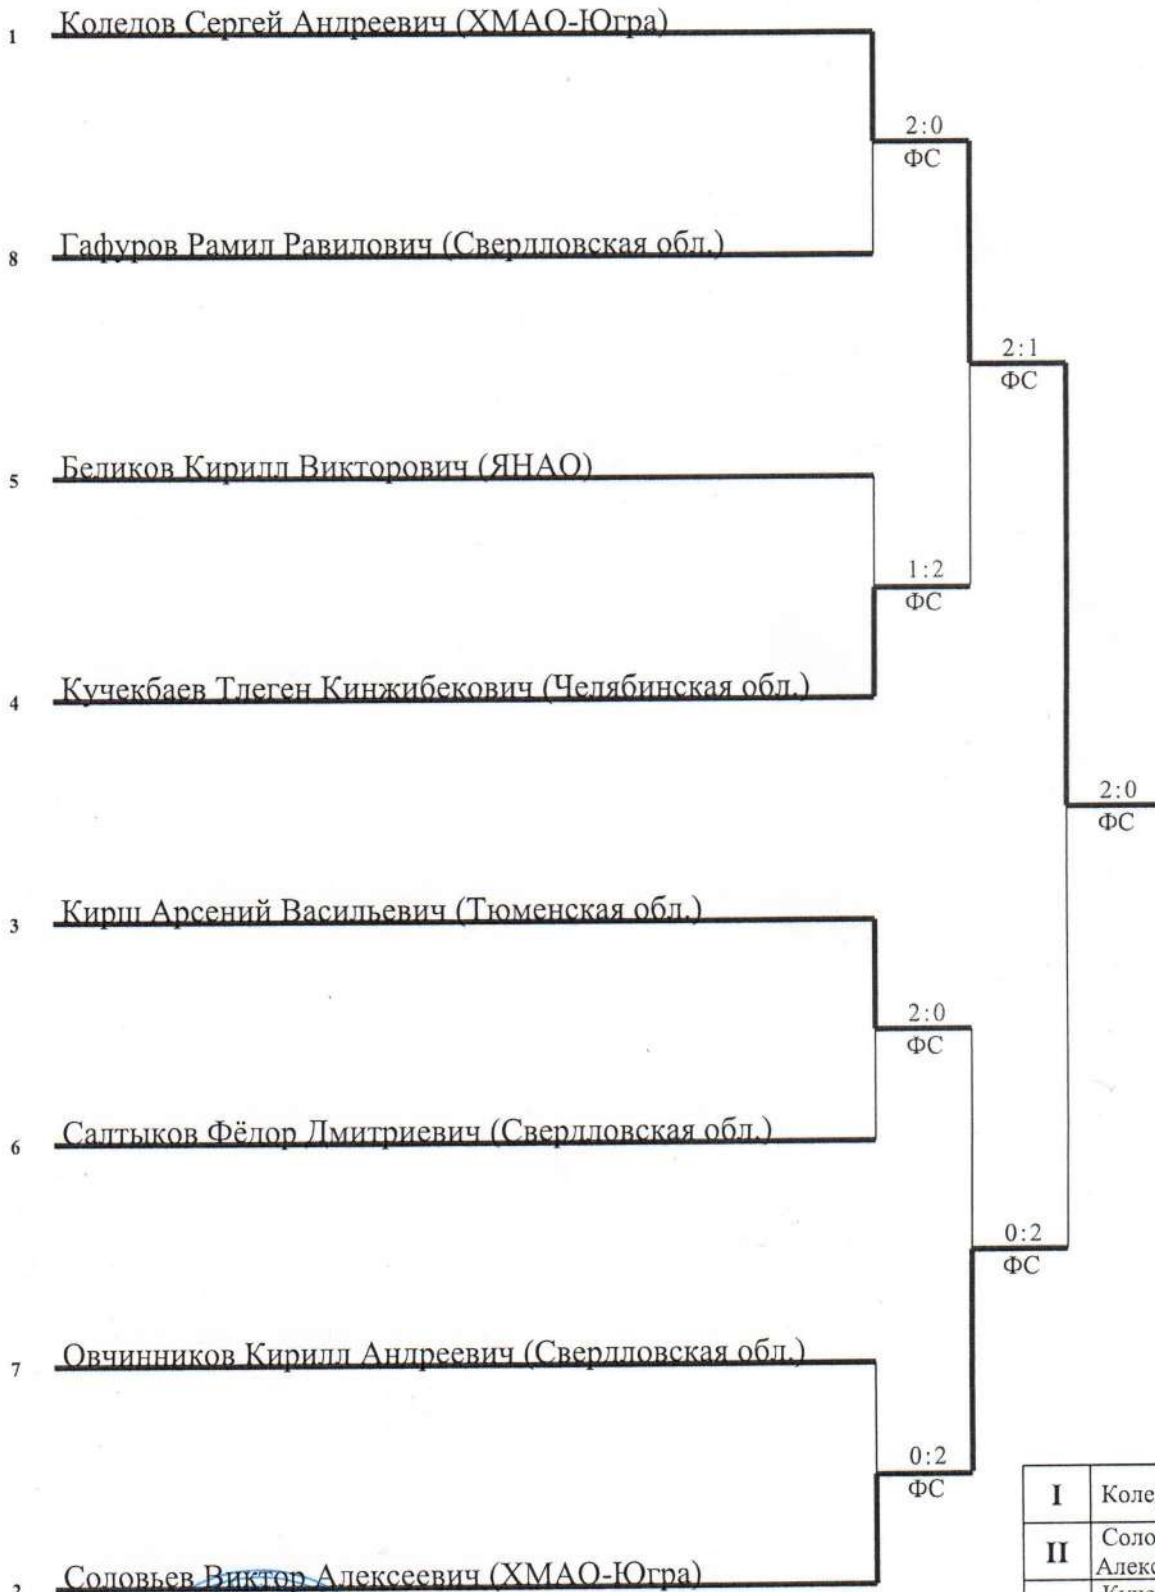 1 Коледов Сергей Андреевич (ХМАО-Югра)
2:0
ФС
8 Гафуров Рамил Равилович (Свердловская обл.)
2:1
ФС
5 Беликов Кирилл Викторович (ЯНАО)
1:2
ФС
4 Кучекбаев Тлеген Кинжибекович (Челябинская обл.)
2:0
ФС
3 Кирш Арсений Васильевич (Тюменская обл.)
2:0
ФС
6 Салтыков Фёдор Дмитриевич (Свердловская обл.)
0:2
ФС
7 Овчинников Кирилл Андреевич (Свердловская обл.)
0:2
ФС
I Коле
II Соло
Алекс
Соловьев Виктор Алексеевич (ХМАО-Югра)